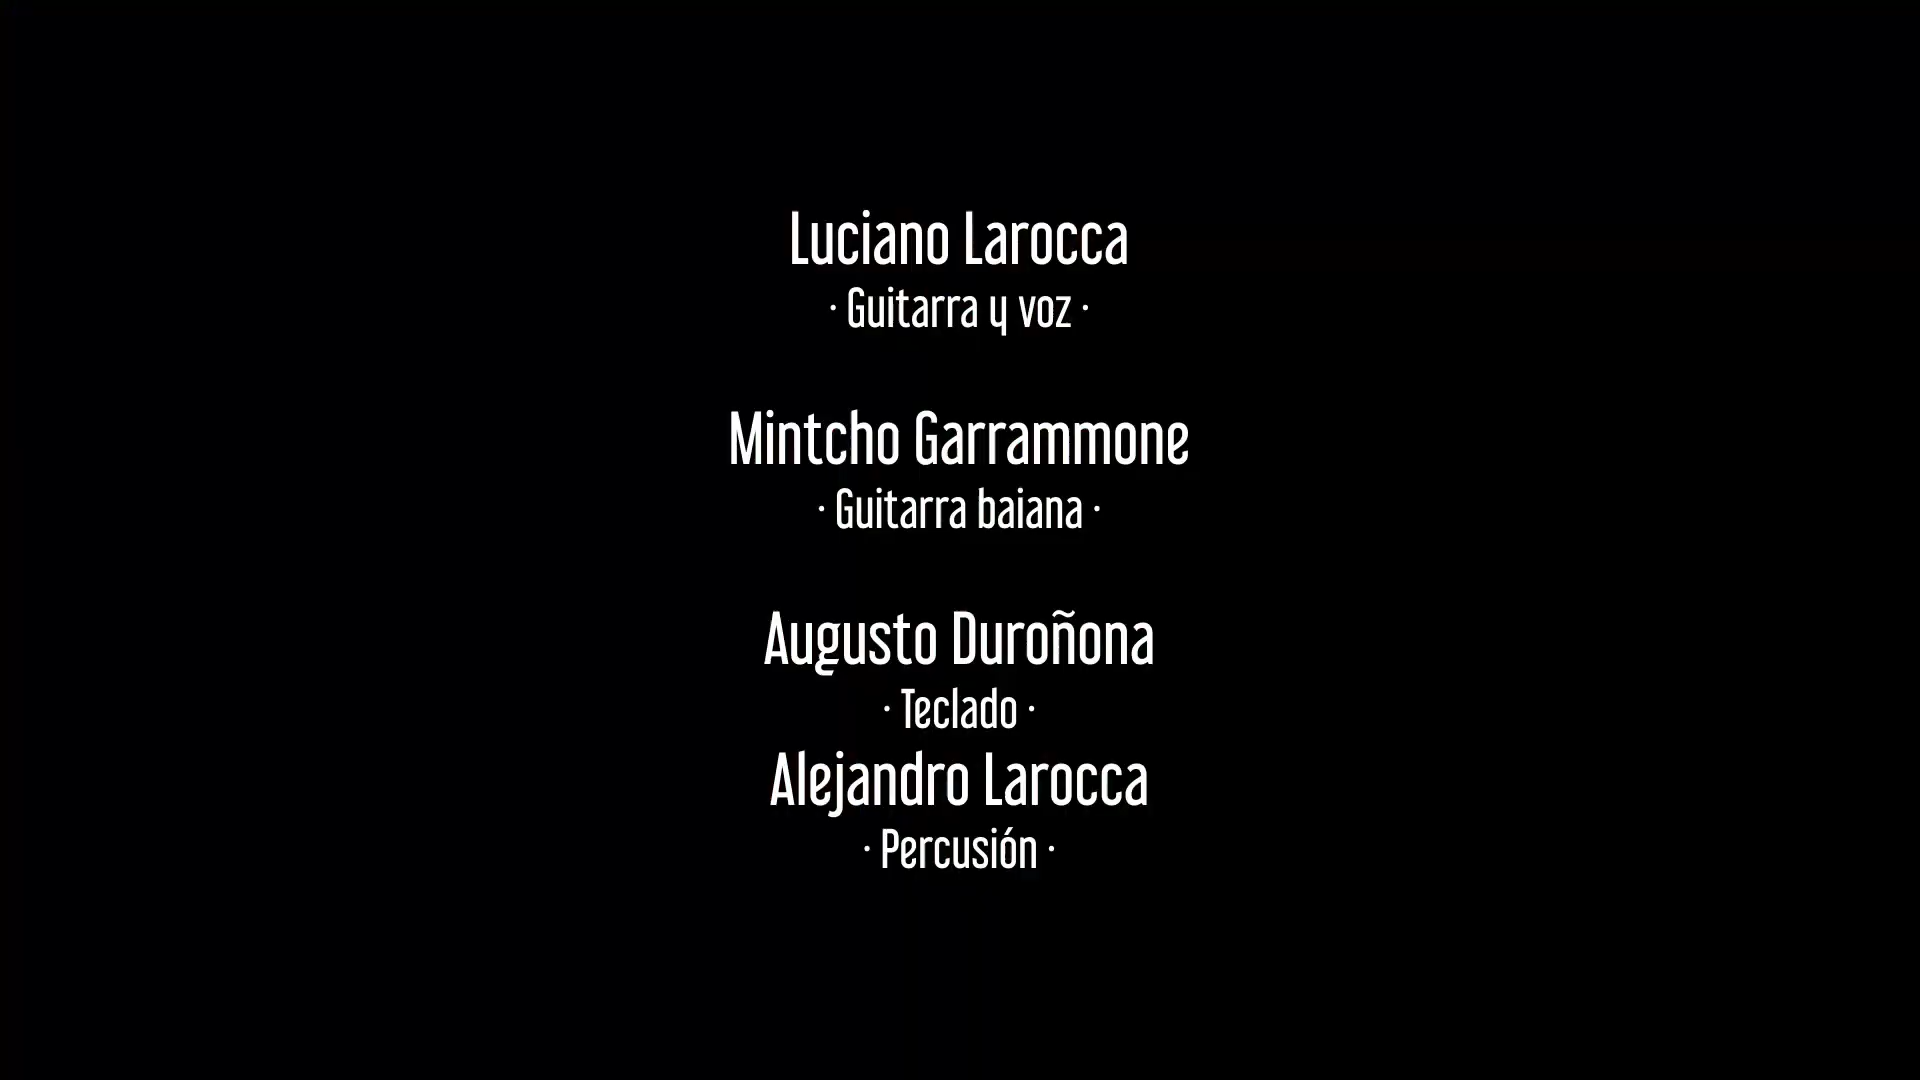 Luciano Larocca
· Guitarra y voz ·
Mintcho Garrammone
· Guitarra baiana ·
Augusto Duroñona
· Teclado ·
Alejandro Larocca
· Percusión ·